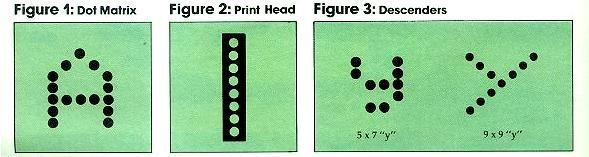 Figure 1: Dot Matrix
Figure 2: Print Head
Figure 3: Descenders
5 x 7 "y"
9 x 9 "y"